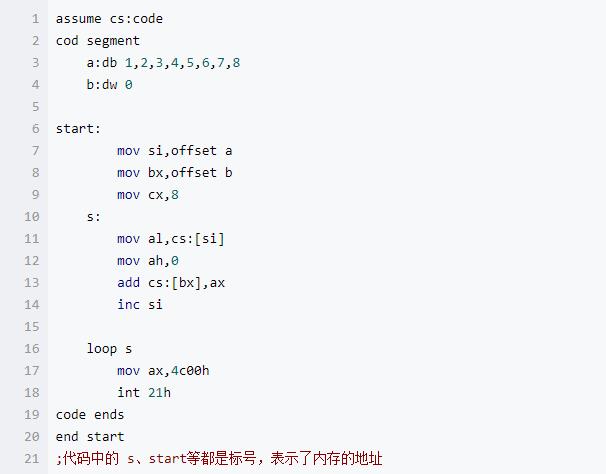 1 assume cs:code
2 cod segment
3 a:db 1,2,3,4,5,6,7,8
4 b:dw 0
5
6 start:
7 mov si,offset a
8 mov bx,offset b
9 mov cx,8
10 s:
11 mov al,cs:[si]
12 mov ah,0
13 add cs:[bx],ax
14 inc si
15
16 loop s
17 mov ax,4c00h
18 int 21h
19 code ends
20 end start
21 ;代码中的 s、start等都是标号，表示了内存的地址